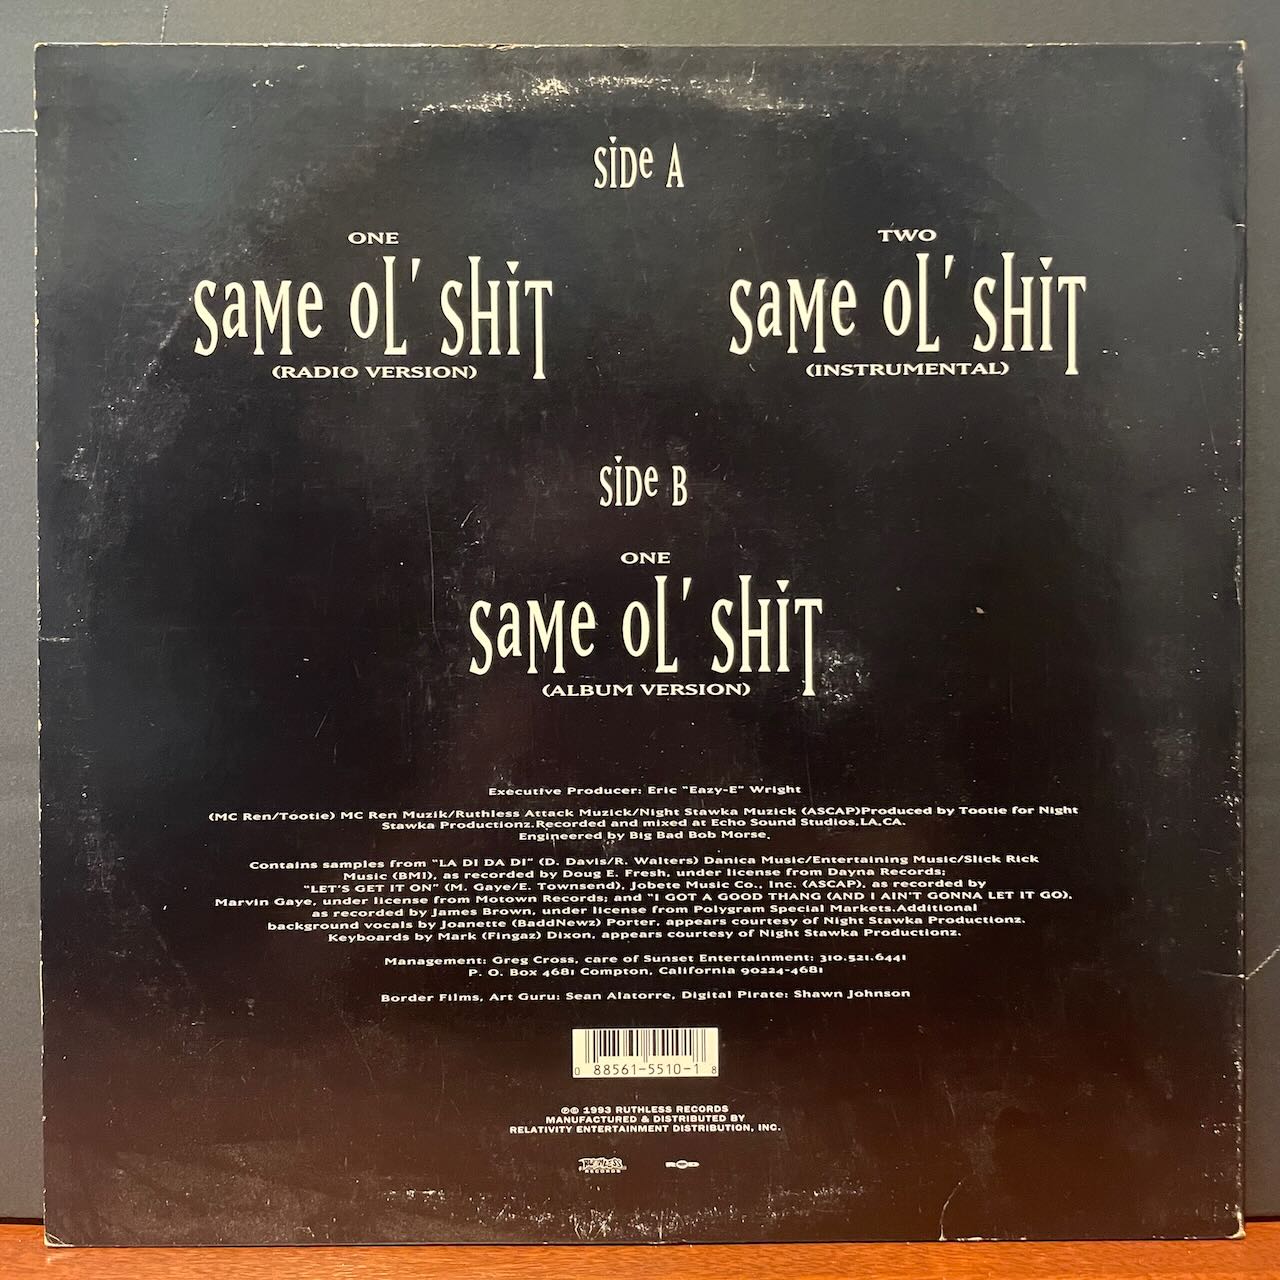 SiDe A
ONE
SaMe OL' SHiT
(RADIO VERSION)
TWO
SaMe OL' SHiT
(INSTRUMENTAL)
SiDe B
ONE
SaMe OL' SHiT
(ALBUM VERSION)
Executive Producer: Eric "Eazy-E" Wright
(MC Ren/Tootie) MC Ren Muzik/Ruthless Attack Muzick/Night Stawka Muzick (ASCAP)Produced by Tootie for Night
Stawka Productionz.Recorded and mixed at Echo Sound Studios,LA,CA.
Engineered by Big Bad Bob Morse.
Contains samples from "LA DI DA DI" (D. Davis/R. Walters) Danica Music/Entertaining Music/Slick Rick
Music (BMI), as recorded by Doug E. Fresh, under license from Dayna Records;
"LET'S GET IT ON" (M. Gaye/E. Townsend), Jobete Music Co., Inc. (ASCAP), as recorded by
Marvin Gaye, under license from Motown Records; and "I GOT A GOOD THANG (AND I AIN'T GONNA LET IT GO),
as recorded by James Brown, under license from Polygram Special Markets.Additional
background vocals by Joanette (BaddNewz) Porter, appears courtesy of Night Stawka Productionz.
Keyboards by Mark (Fingaz) Dixon, appears courtesy of Night Stawka Productionz.
Management: Greg Cross, care of Sunset Entertainment: 310.521.6441
P. O. Box 4681 Compton, California 90224-4681
Border Films, Art Guru: Sean Alatorre, Digital Pirate: Shawn Johnson
0 88561-5510-1 8
℗© 1993 RUTHLESS RECORDS
MANUFACTURED & DISTRIBUTED BY
RELATIVITY ENTERTAINMENT DISTRIBUTION, INC.
RUTHLESS
RECORDS
RED